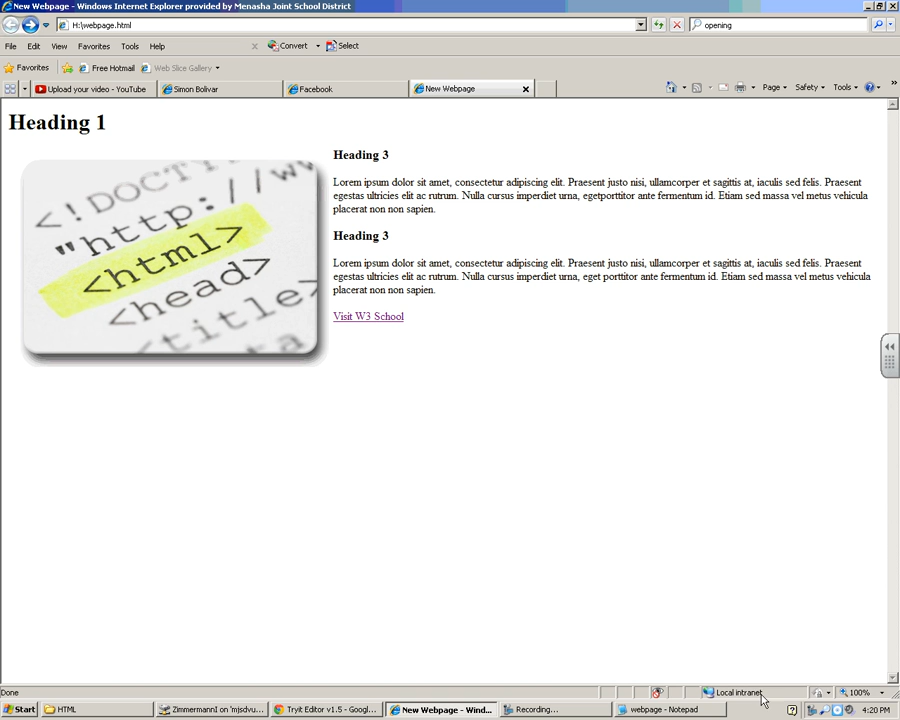 New Webpage - Windows Internet Explorer provided by Menasha Joint School District
H:\webpage.html
opening
File Edit View Favorites Tools Help
Convert Select
Favorites Free Hotmail Web Slice Gallery
Upload your video - YouTube Simon Bolivar Facebook New Webpage Page Safety Tools
Heading 1
<!DOCTY
"http://ww
<html>
<head>
<title>
Heading 3
Lorem ipsum dolor sit amet, consectetur adipiscing elit. Praesent justo nisi, ullamcorper et sagittis at, iaculis sed felis. Praesent
egestas ultricies elit ac rutrum. Nulla cursus imperdiet urna, egetporttitor ante fermentum id. Etiam sed massa vel metus vehicula
placerat non non sapien.
Heading 3
Lorem ipsum dolor sit amet, consectetur adipiscing elit. Praesent justo nisi, ullamcorper et sagittis at, iaculis sed felis. Praesent
egestas ultricies elit ac rutrum. Nulla cursus imperdiet urna, eget porttitor ante fermentum id. Etiam sed massa vel metus vehicula
placerat non non sapien.
Visit W3 School
Done Local intranet 100%
Start HTML ZimmermannI on 'mjsdvu... Tryit Editor v1.5 - Googl... New Webpage - Wind... Recording... webpage - Notepad 4:20 PM